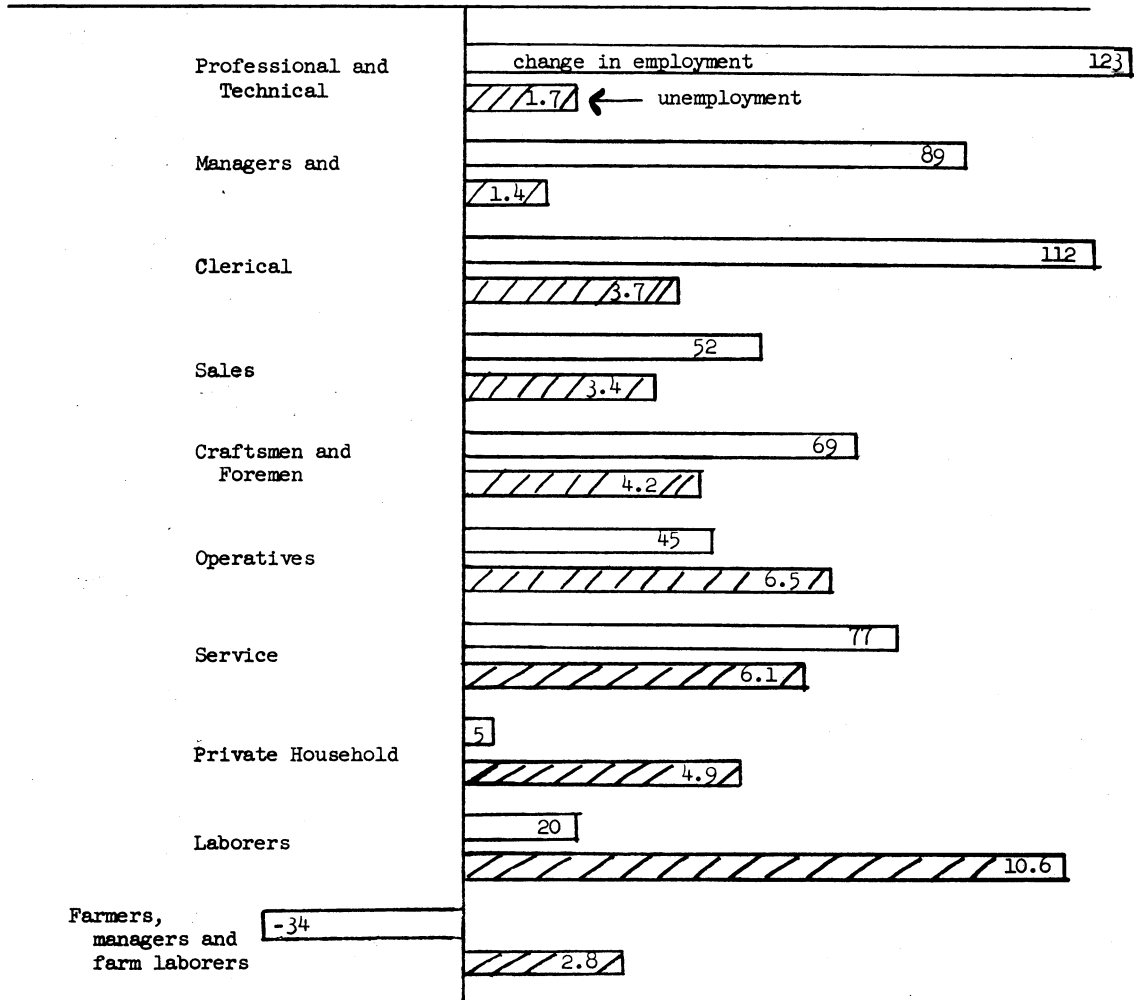 Professional and
Technical
change in employment 123
1.7 ← unemployment
Managers and
89
1.4
Clerical
112
3.7
Sales
52
3.4
Craftsmen and
Foremen
69
4.2
Operatives
45
6.5
Service
77
6.1
Private Household
5
4.9
Laborers
20
10.6
Farmers,
managers and
farm laborers
-34
2.8